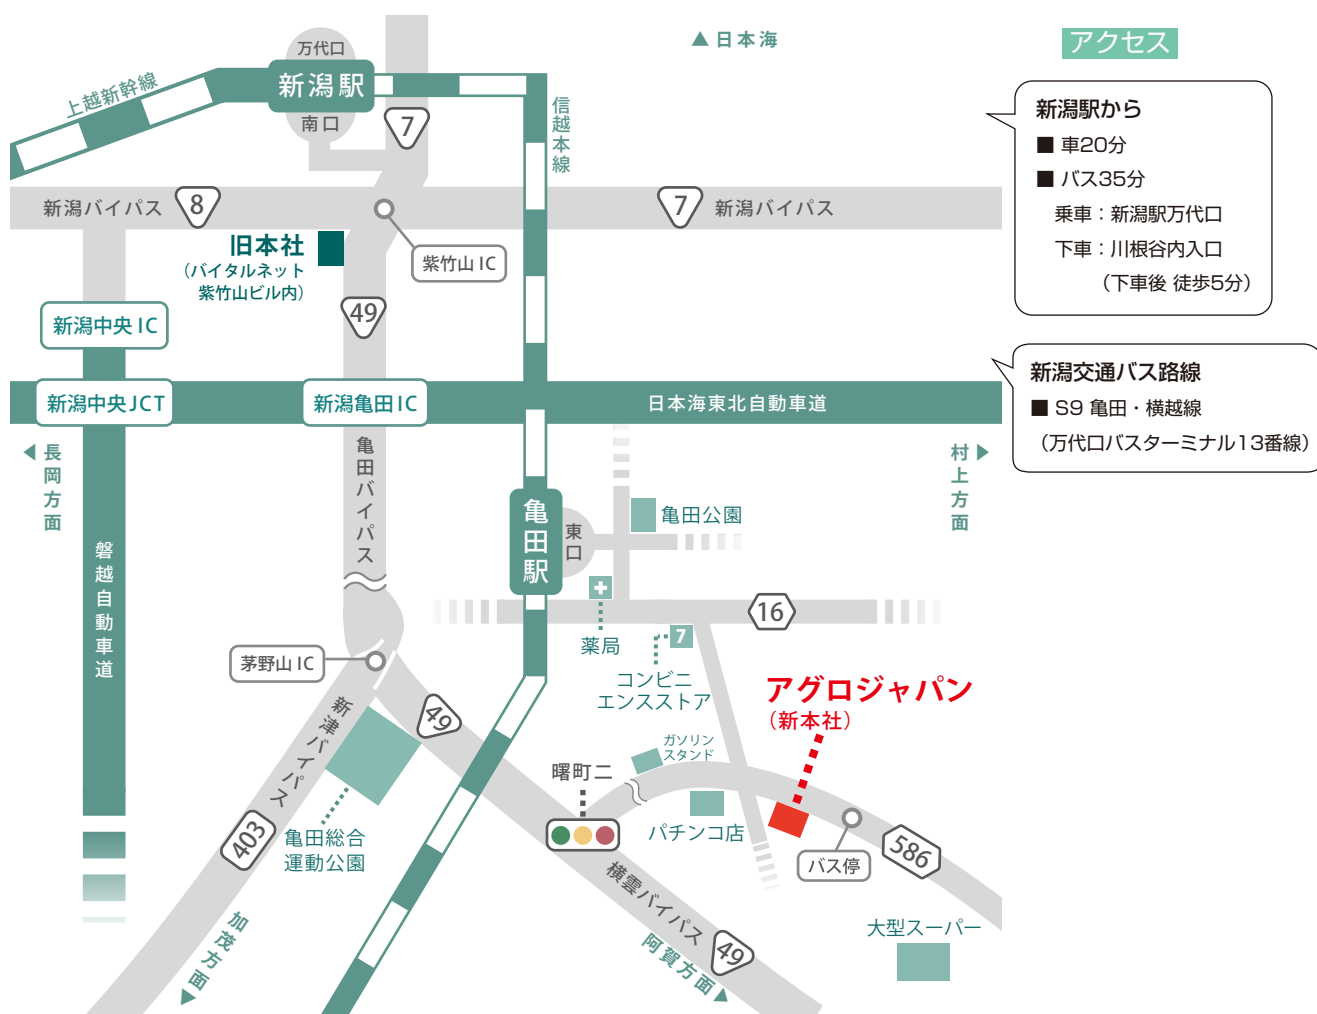 ▲日本海
アクセス
万代口
新潟駅
南口
上越新幹線
7
信越本線
新潟バイパス
8
7
新潟バイパス
旧本社
（バイタルネット
紫竹山ビル内）
紫竹山 IC
49
新潟中央 IC
新潟中央JCT
新潟亀田 IC
日本海東北自動車道
◀長岡方面
村上方面▶
亀田バイパス
磐越自動車道
亀田駅
東口
亀田公園
薬局
16
7
コンビニ
エンスストア
茅野山 IC
新津バイパス
49
アグロジャパン
（新本社）
ガソリン
スタンド
曙町二
パチンコ店
バス停
586
403
亀田総合
運動公園
横雲バイパス
49
大型スーパー
加茂方面▶
阿賀方面▶
新潟駅から
■ 車20分
■ バス35分
乗車：新潟駅万代口
下車：川根谷内入口
（下車後 徒歩5分）
新潟交通バス路線
■ S9 亀田・横越線
（万代口バスターミナル13番線）